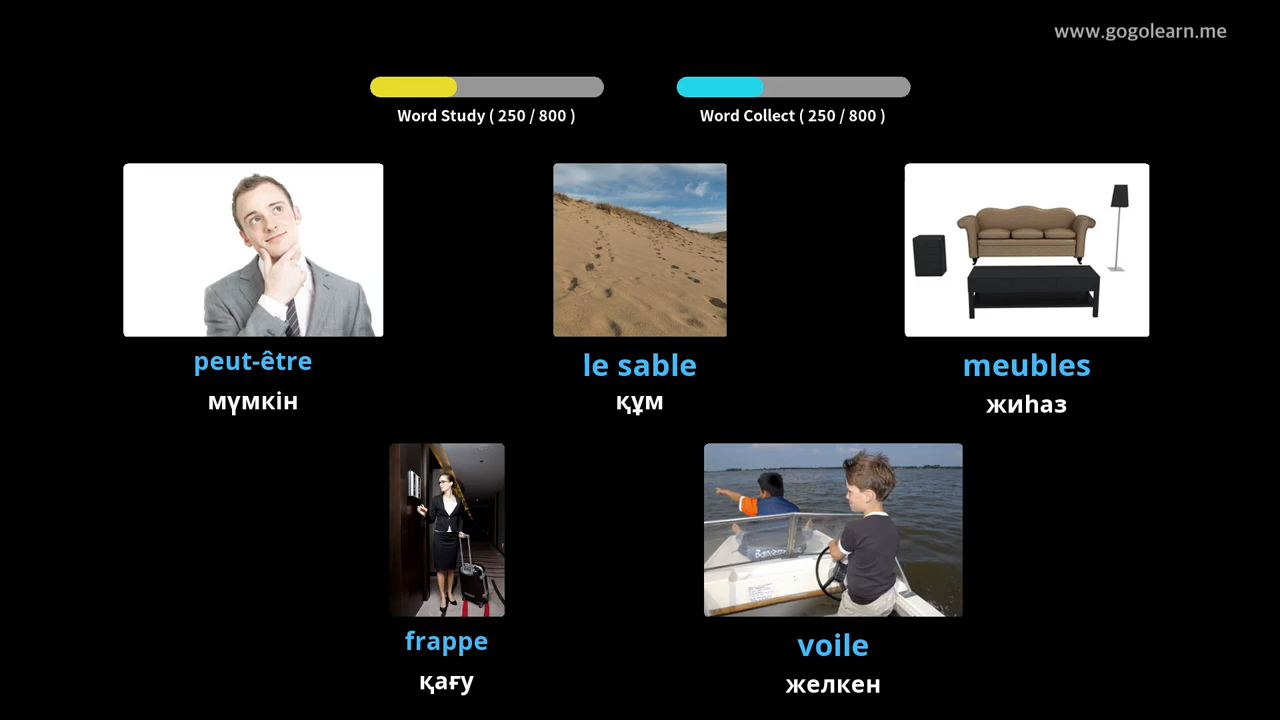 www.gogolearn.me
Word Study ( 250 / 800 )
Word Collect ( 250 / 800 )
peut-être
мүмкін
le sable
құм
meubles
жиһаз
frappe
қағу
voile
желкен